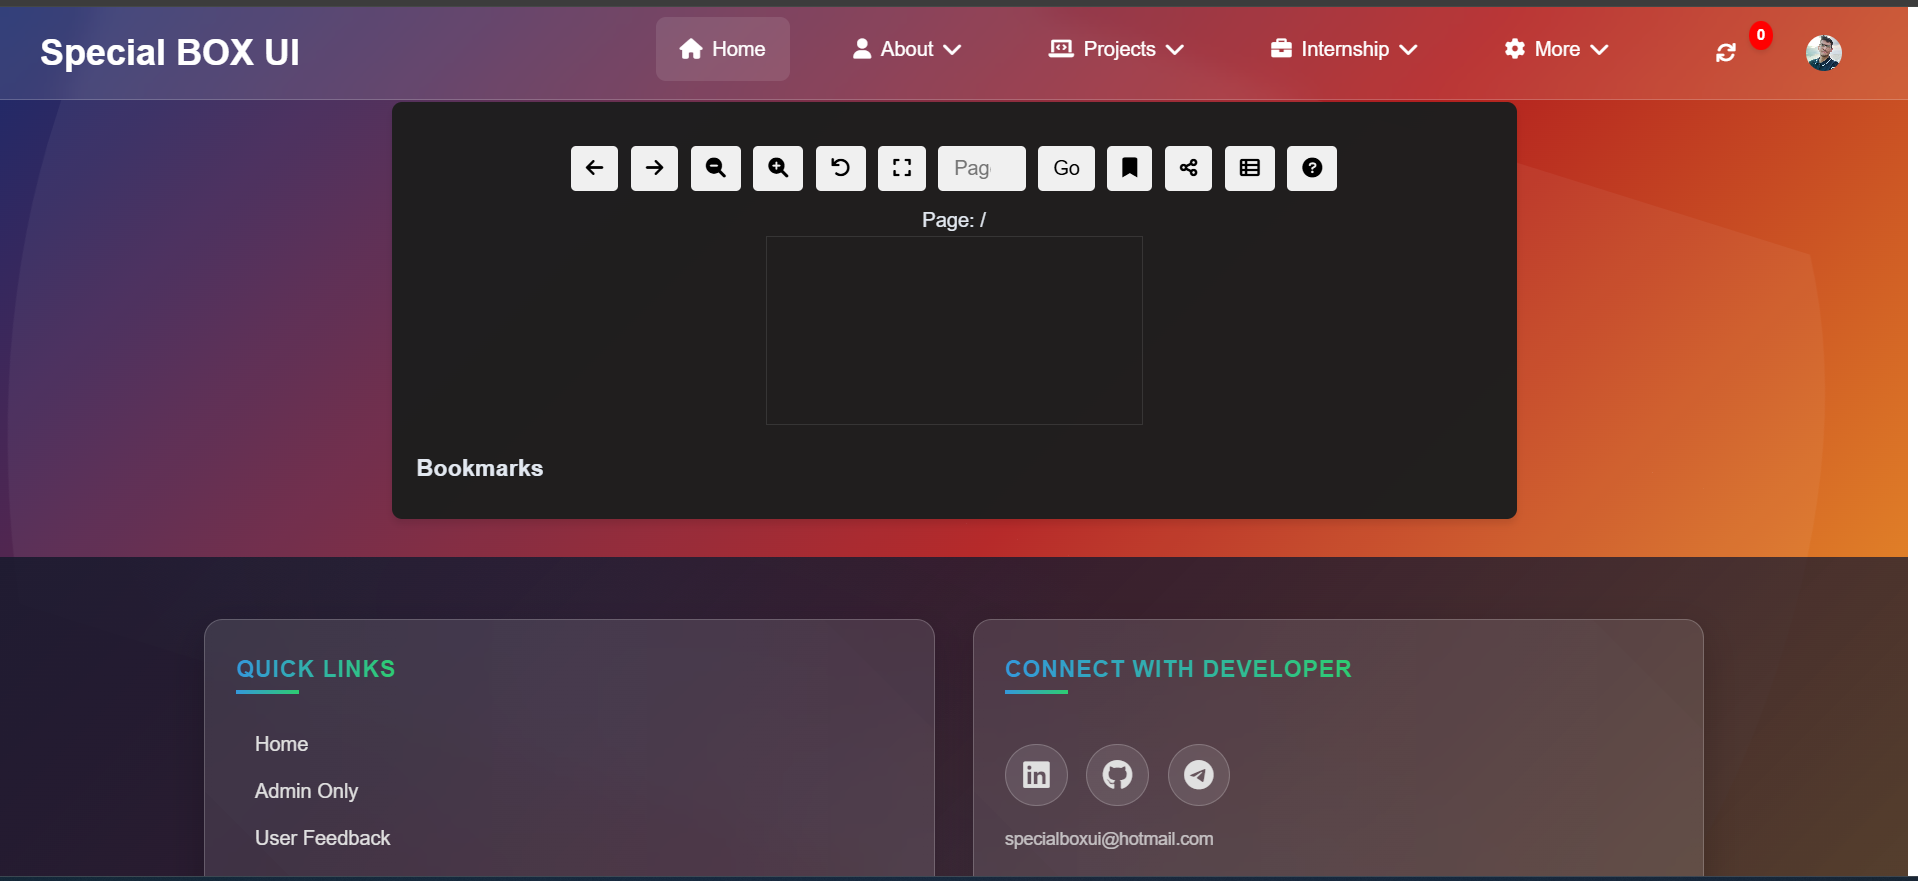 Special BOX UI
Home
About
Projects
Internship
More
0
Pag
Go
Page: /
Bookmarks
QUICK LINKS
Home
Admin Only
User Feedback
CONNECT WITH DEVELOPER
specialboxui@hotmail.com